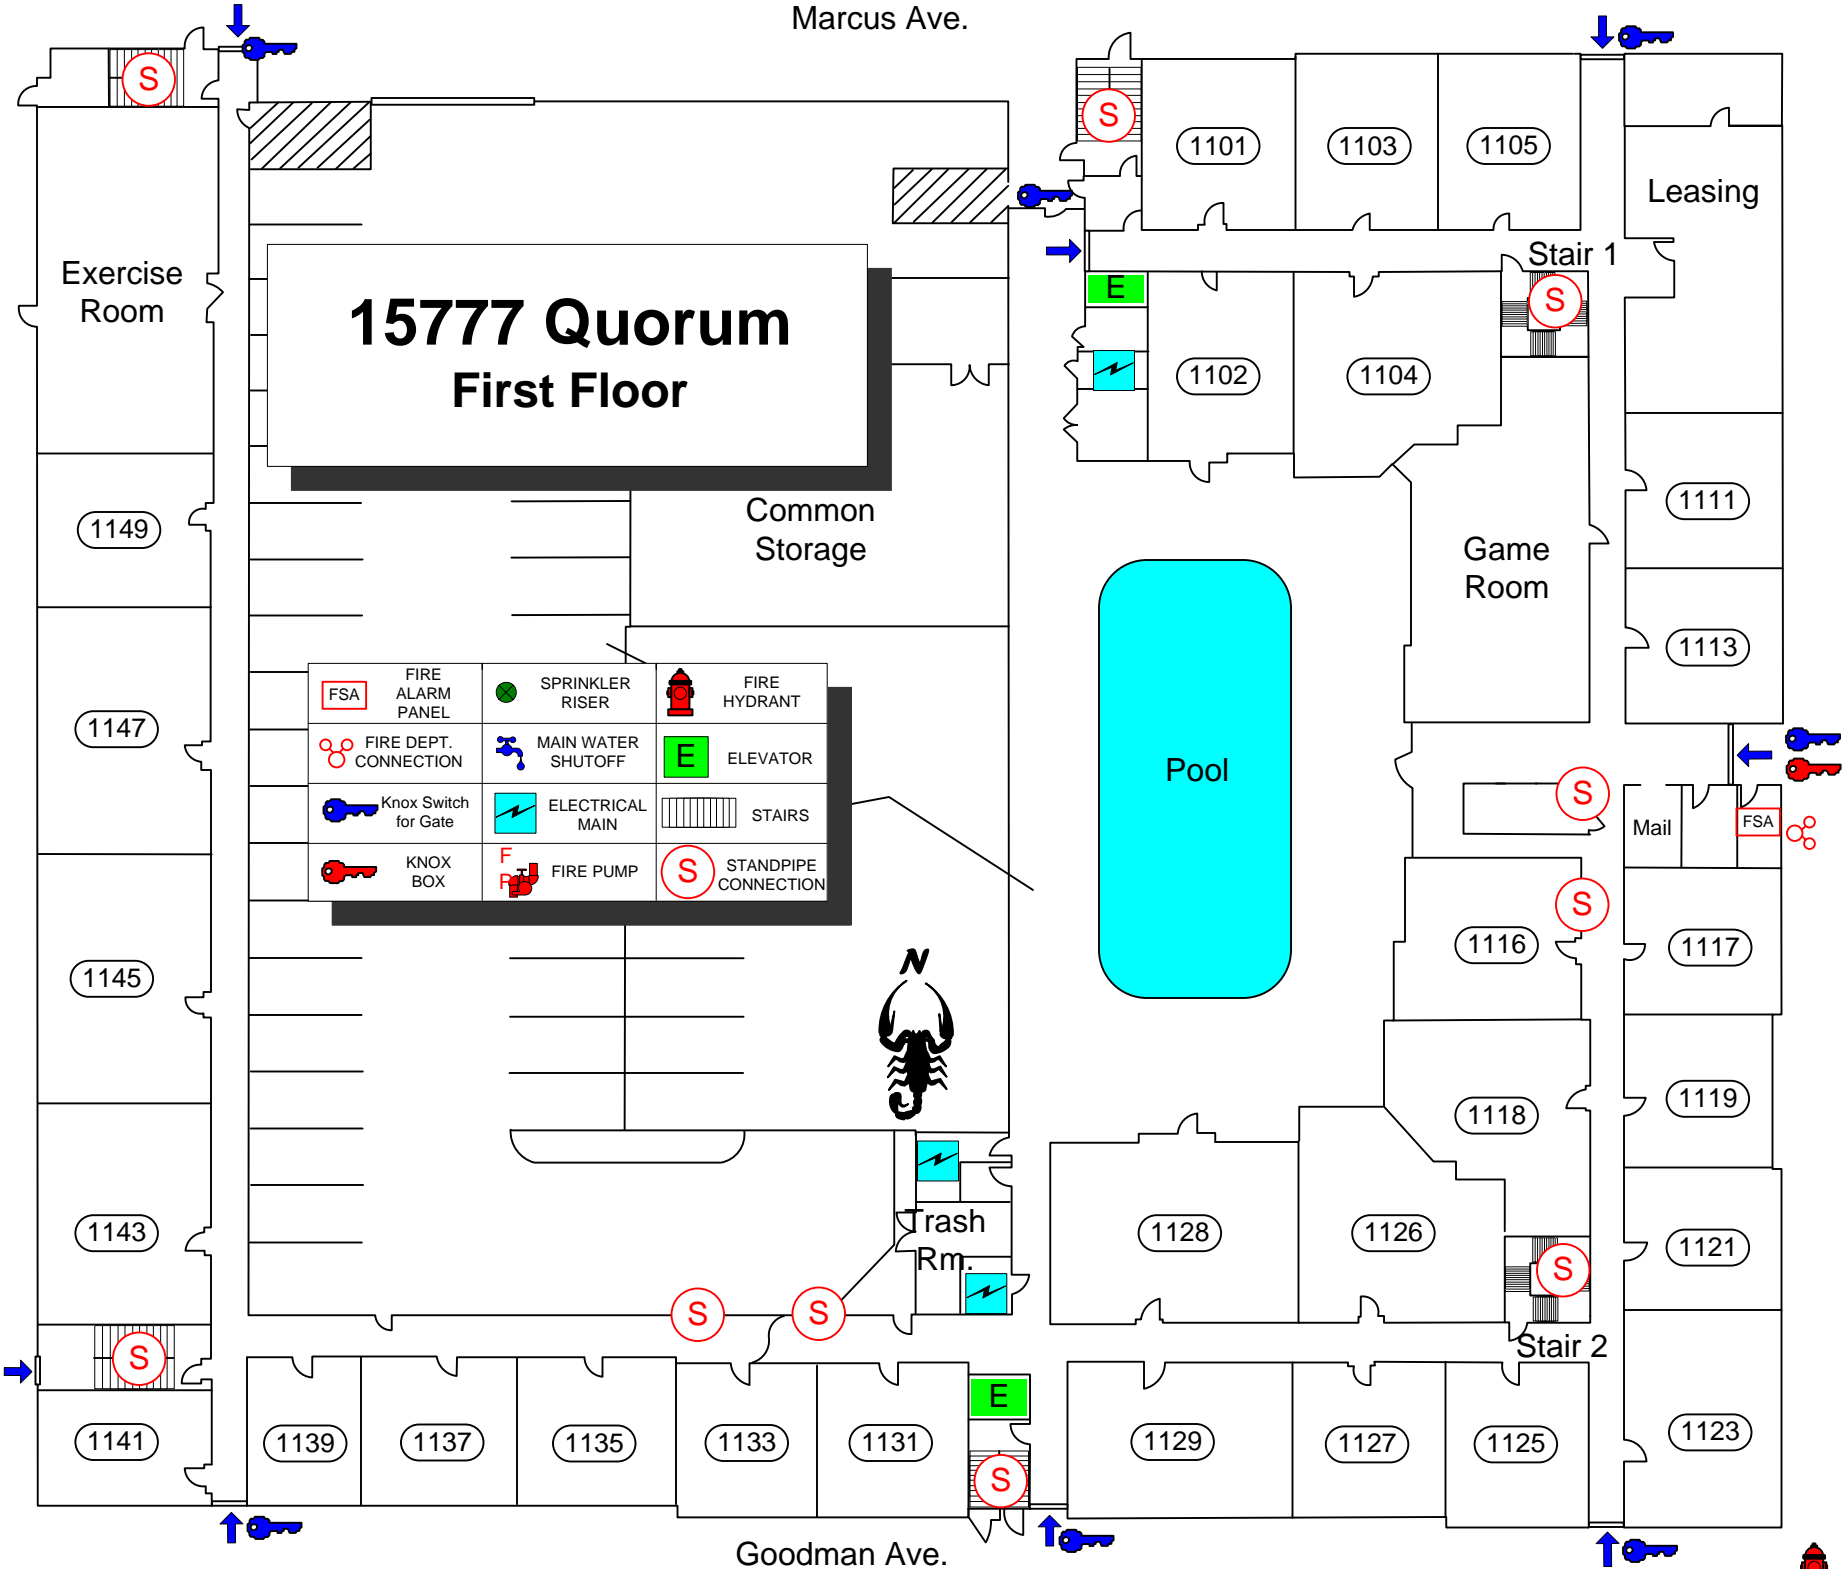 Marcus Ave.
S
S
1101
1103
1105
Leasing
Stair 1
Exercise
Room
E
S
15777 Quorum
First Floor
1102
1104
1149
Common
Storage
1111
Game
Room
1113
FSA
FIRE
ALARM
PANEL
SPRINKLER
RISER
FIRE
HYDRANT
FIRE DEPT.
CONNECTION
MAIN WATER
SHUTOFF
E
ELEVATOR
Knox Switch
for Gate
ELECTRICAL
MAIN
STAIRS
KNOX
BOX
F
P
FIRE PUMP
S
STANDPIPE
CONNECTION
1147
Pool
S
Mail
FSA
S
1116
1117
N
1145
1118
1119
1143
Trash
Rm.
1128
1126
1121
S
S
S
Stair 2
S
E
1141
1139
1137
1135
1133
1131
S
1129
1127
1125
1123
Goodman Ave.